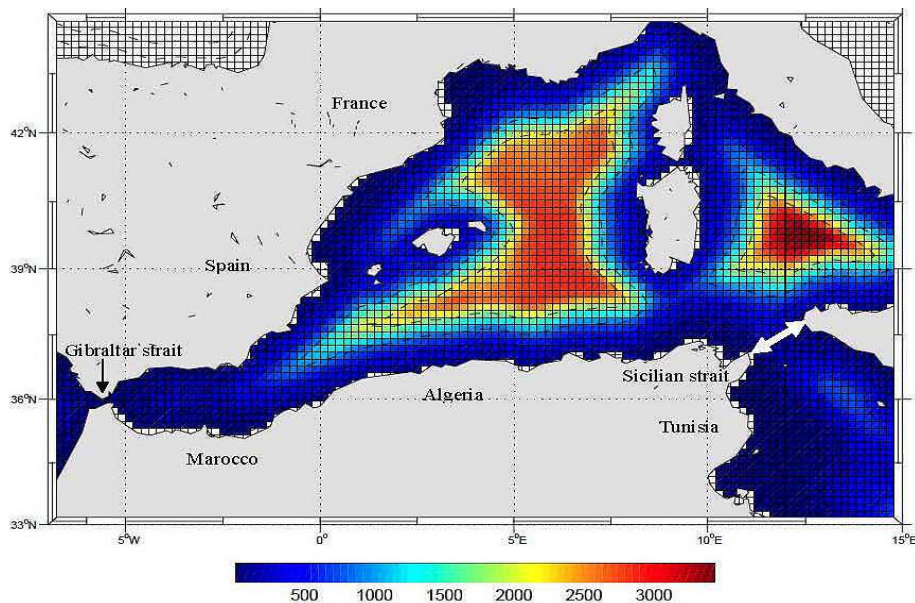 France
42°N
Spain
39°N
Gibraltar strait
Sicilian strait
36°N
Algeria
Tunisia
Marocco
33°N
5°W
0°
5°E
10°E
15°E
500
1000
1500
2000
2500
3000